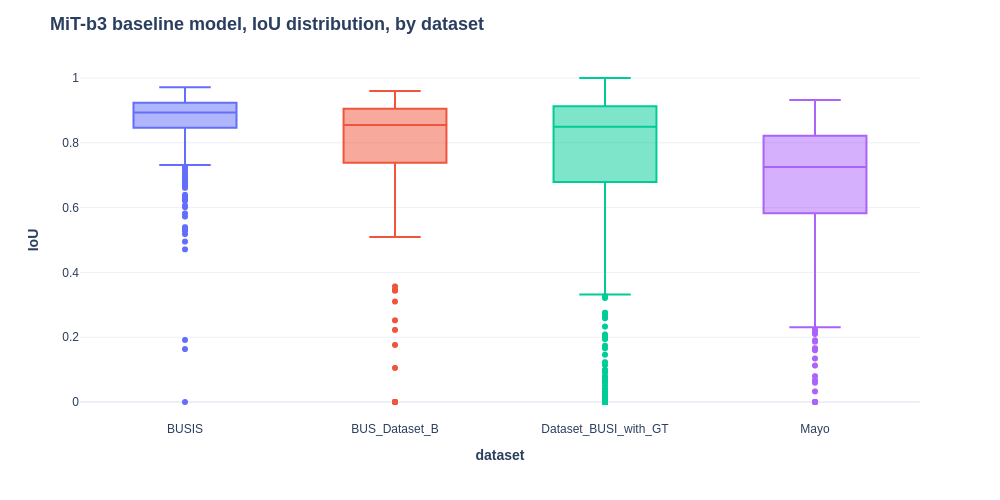 MiT-b3 baseline model, IoU distribution, by dataset
1
0.8
0.6
0.4
0.2
0
IoU
BUSIS
BUS_Dataset_B
Dataset_BUSI_with_GT
Mayo
dataset